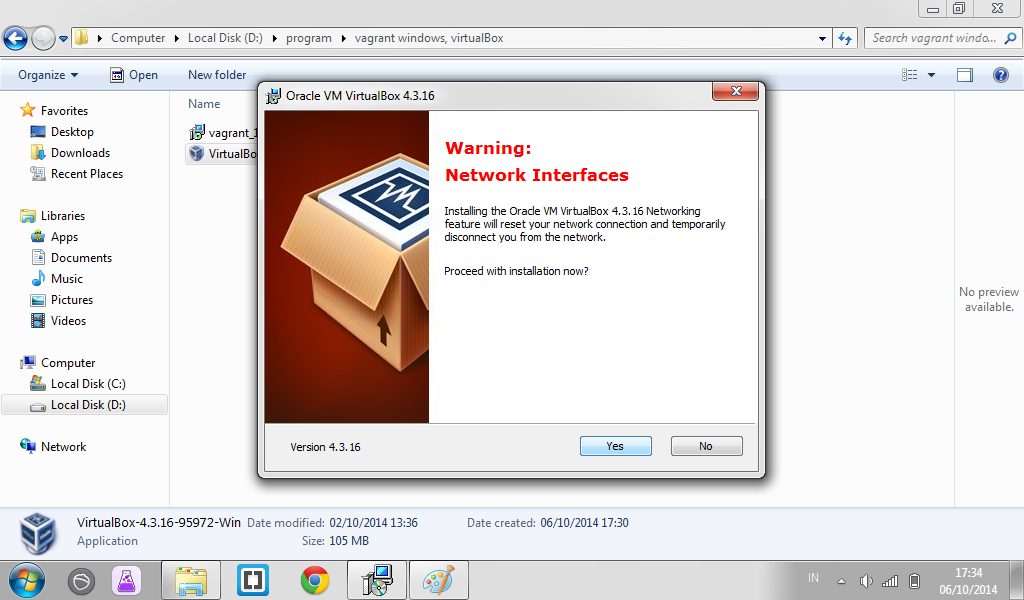 Computer
Local Disk (D:)
program
vagrant windows, virtualBox
Search vagrant windo...
Organize
Open
New folder
Name
Favorites
Desktop
Downloads
Recent Places
Libraries
Apps
Documents
Music
Pictures
Videos
Computer
Local Disk (C:)
Local Disk (D:)
Network
vagrant_1
VirtualBo
Oracle VM VirtualBox 4.3.16
Warning:
Network Interfaces
Installing the Oracle VM VirtualBox 4.3.16 Networking
feature will reset your network connection and temporarily
disconnect you from the network.
Proceed with installation now?
Version 4.3.16
Yes
No
No preview
available.
VirtualBox-4.3.16-95972-Win
Date modified: 02/10/2014 13:36
Date created: 06/10/2014 17:30
Application
Size: 105 MB
IN
17:34
06/10/2014